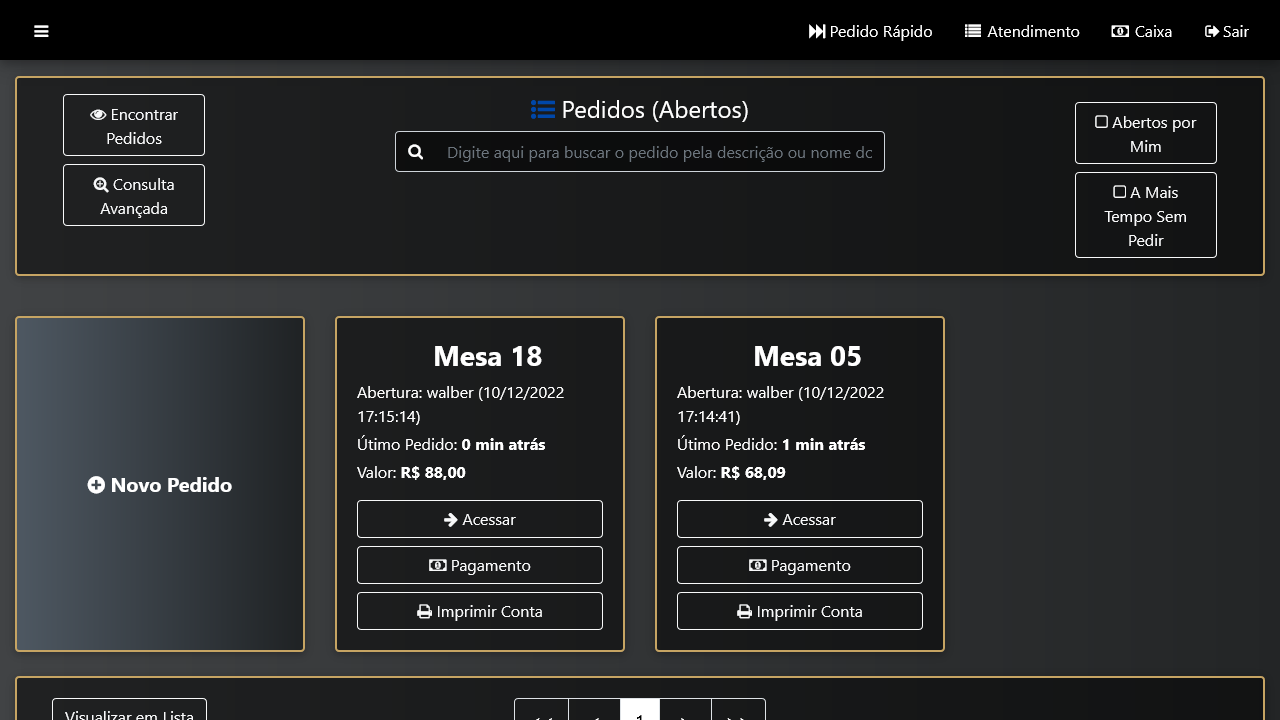 Pedido Rápido
Atendimento
Caixa
Sair
Encontrar
Pedidos
Consulta
Avançada
Pedidos (Abertos)
Digite aqui para buscar o pedido pela descrição ou nome do
Abertos por
Mim
A Mais
Tempo Sem
Pedir
Novo Pedido
Mesa 18
Abertura: walber (10/12/2022
17:15:14)
Útimo Pedido: 0 min atrás
Valor: R$ 88,00
Acessar
Pagamento
Imprimir Conta
Mesa 05
Abertura: walber (10/12/2022
17:14:41)
Útimo Pedido: 1 min atrás
Valor: R$ 68,09
Acessar
Pagamento
Imprimir Conta
Visualizar em Lista
<< < 1 > >>